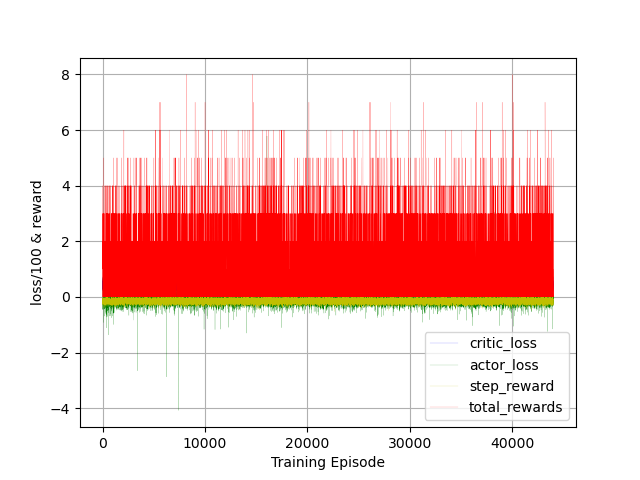 8
6
4
2
0
−2
−4
loss/100 & reward
critic_loss
actor_loss
step_reward
total_rewards
0
10000
20000
30000
40000
Training Episode